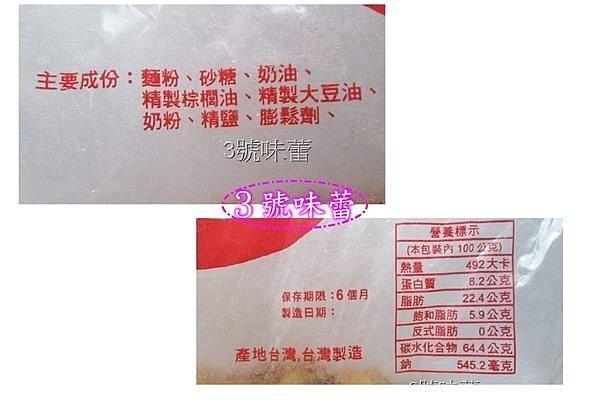 主要成份：麵粉、砂糖、奶油、
精製棕櫚油、精製大豆油、
奶粉、精鹽、膨鬆劑、
3號味蕾
3號味蕾
營養標示
(本包裝內100公克)
熱量 492大卡
蛋白質 8.2公克
脂肪 22.4公克
飽和脂肪 5.9公克
反式脂肪 0公克
碳水化合物 64.4公克
鈉 545.2毫克
保存期限：6個月
製造日期：
產地台灣,台灣製造
3號味蕾